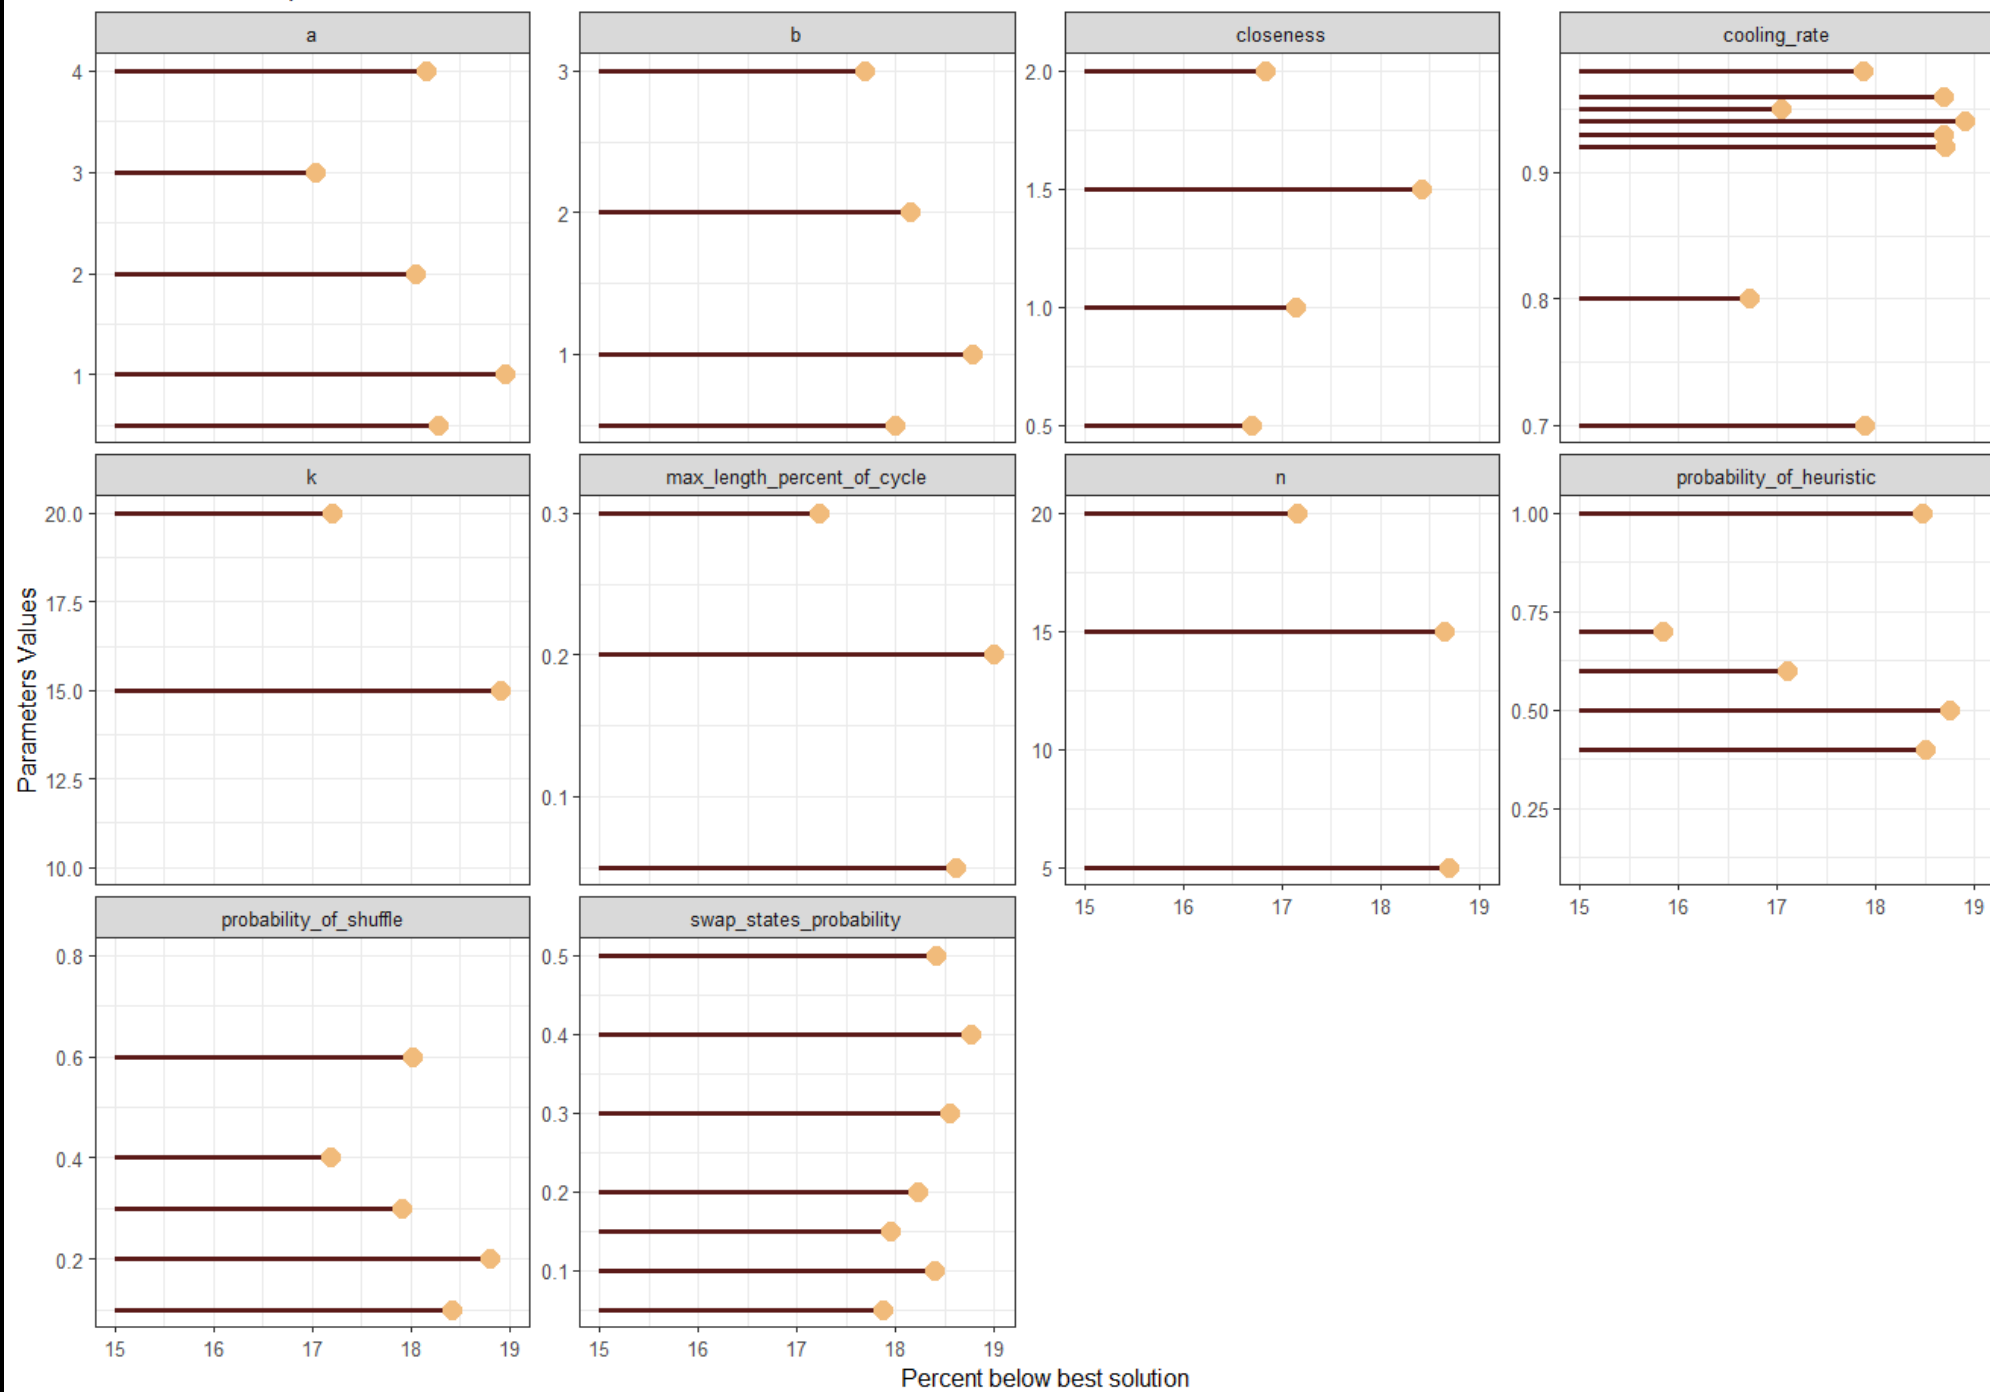 a
b
closeness
cooling_rate
4
3
2
1
3
2
1
2.0
1.5
1.0
0.5
0.9
0.8
0.7
k
max_length_percent_of_cycle
n
probability_of_heuristic
20.0
17.5
15.0
12.5
10.0
0.3
0.2
0.1
20
15
10
5
1.00
0.75
0.50
0.25
15 16 17 18 19
15 16 17 18 19
probability_of_shuffle
swap_states_probability
0.8
0.6
0.4
0.2
0.5
0.4
0.3
0.2
0.1
15 16 17 18 19
15 16 17 18 19
Parameters Values
Percent below best solution